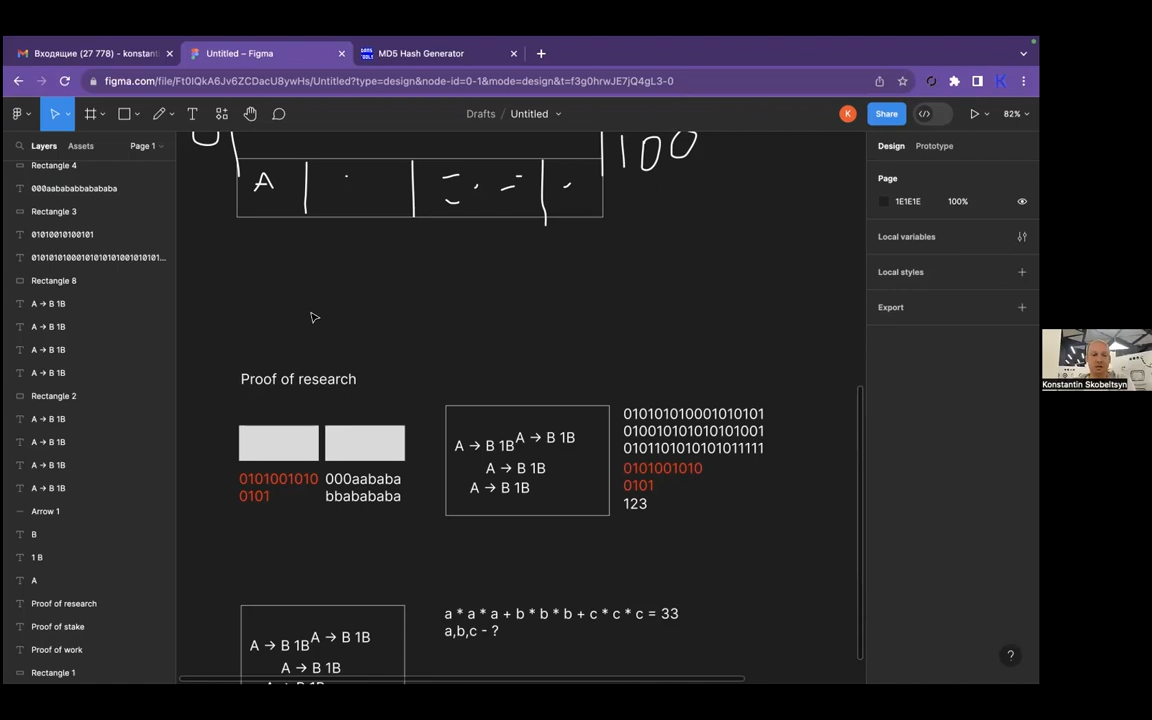 Входящие (27 778) - konstan
Untitled – Figma
MD5 Hash Generator
figma.com/file/Ft0IQkA6Jv6ZCDacU8ywHs/Untitled?type=design&node-id=0-1&mode=design&t=f3g0hrwJE7jQ4gL3-0
K
Drafts / Untitled
K
Share
82%
Layers
Assets
Page 1
Design
Prototype
Rectangle 4
000aabababbabababa
Rectangle 3
01010010100101
0101010100010101010100101010101...
Rectangle 8
A → B 1B
A → B 1B
A → B 1B
A → B 1B
Rectangle 2
A → B 1B
A → B 1B
A → B 1B
A → B 1B
Arrow 1
B
1 B
A
Proof of research
Proof of stake
Proof of work
Rectangle 1
100
A
Proof of research
0101001010
0101
000aababa
bbabababa
A → B 1B
A → B 1B
A → B 1B
A → B 1B
010101010001010101
010010101010101001
010110101010101011111
0101001010
0101
123
a * a * a + b * b * b + c * c * c = 33
a,b,c - ?
A → B 1B
A → B 1B
A → B 1B
Page
1E1E1E
100%
Local variables
Local styles
Export
?
Konstantin Skobeltsyn